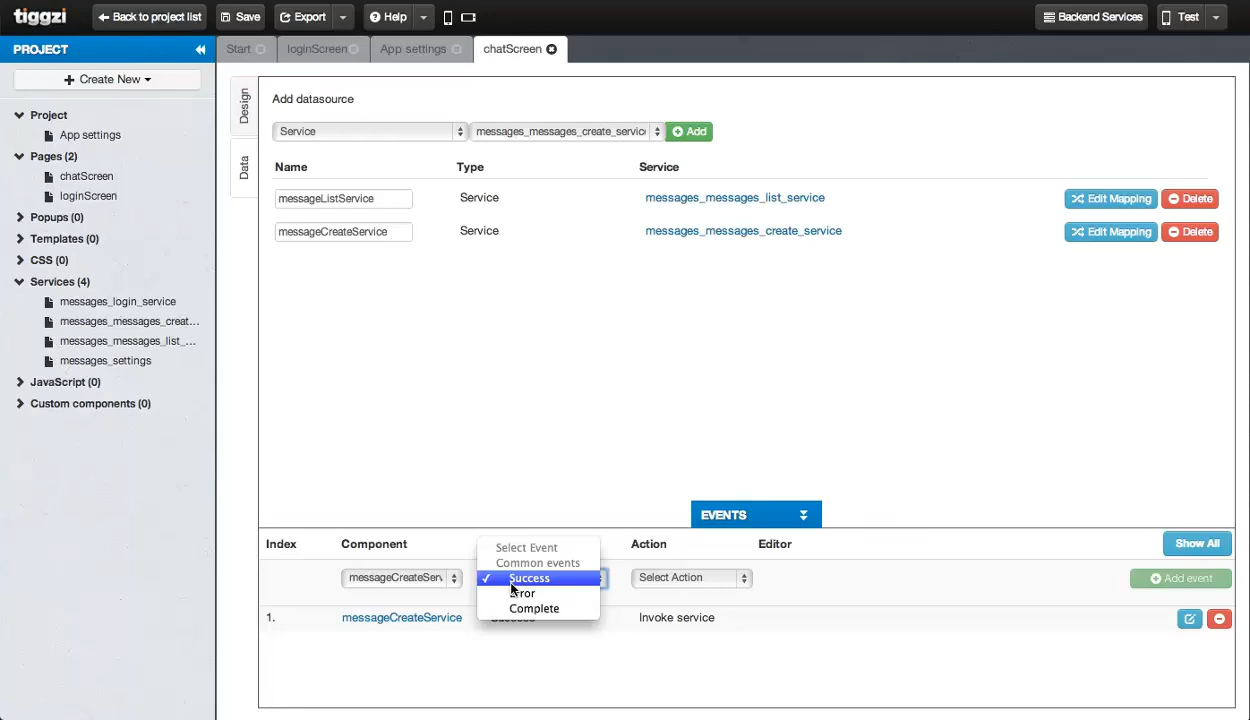 tiggzi
Back to project list
Save
Export
Help
Backend Services
Test
PROJECT
Start
loginScreen
App settings
chatScreen
Create New
Project
App settings
Pages (2)
chatScreen
loginScreen
Popups (0)
Templates (0)
CSS (0)
Services (4)
messages_login_service
messages_messages_creat...
messages_messages_list_...
messages_settings
JavaScript (0)
Custom components (0)
Design
Data
Add datasource
Service
messages_messages_create_servic
Add
Name Type Service
messageListService Service messages_messages_list_service Edit Mapping Delete
messageCreateService Service messages_messages_create_service Edit Mapping Delete
EVENTS
Index Component Action Editor Show All
Select Event
Common events
messageCreateServ Success Select Action Add event
Error
Complete
1. messageCreateService Success Invoke service